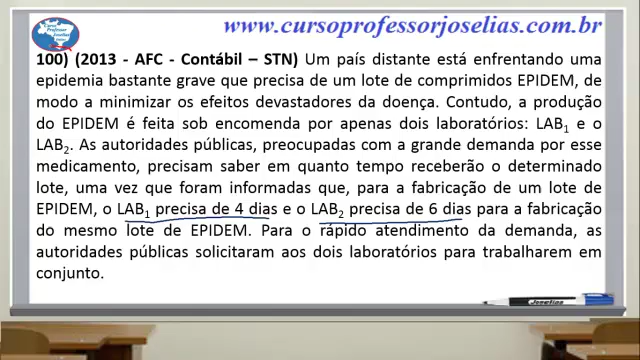 www.cursoprofessorjoselias.com.br
Curso
Professor
Joselias
100) (2013 - AFC - Contábil – STN) Um país distante está enfrentando uma
epidemia bastante grave que precisa de um lote de comprimidos EPIDEM, de
modo a minimizar os efeitos devastadores da doença. Contudo, a produção
do EPIDEM é feita sob encomenda por apenas dois laboratórios: LAB₁ e o
LAB₂. As autoridades públicas, preocupadas com a grande demanda por esse
medicamento, precisam saber em quanto tempo receberão o determinado
lote, uma vez que foram informadas que, para a fabricação de um lote de
EPIDEM, o LAB₁ precisa de 4 dias e o LAB₂ precisa de 6 dias para a fabricação
do mesmo lote de EPIDEM. Para o rápido atendimento da demanda, as
autoridades públicas solicitaram aos dois laboratórios para trabalharem em
conjunto.
Joselias